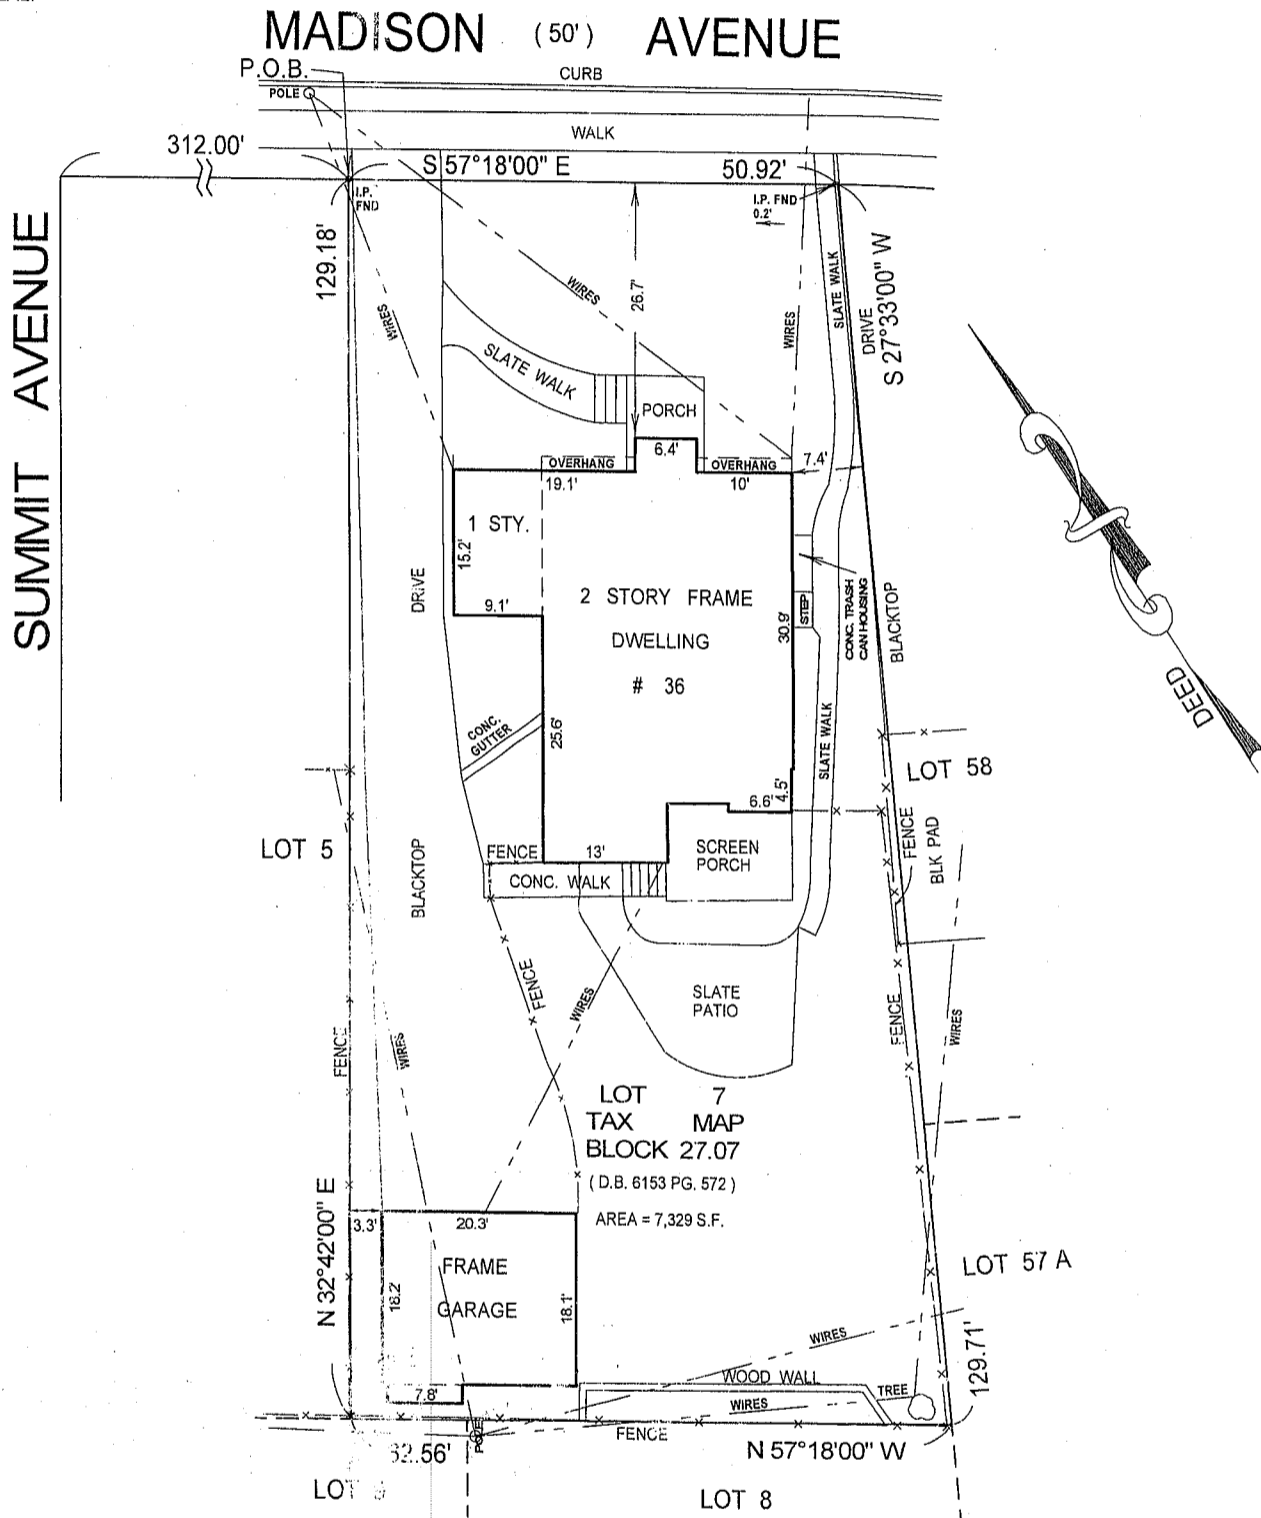 MADISON (50') AVENUE
P.O.B.
CURB
POLE
WALK
312.00'
S 57°18'00" E
50.92'
I.P.
FND
I.P. FND
0.2'
SUMMIT AVENUE
129.18'
WIRES
WIRES
26.7'
WIRES
SLATE WALK
DRIVE
S 27°33'00" W
SLATE WALK
PORCH
6.4'
OVERHANG
OVERHANG
7.4'
19.1'
10'
1 STY.
15.2'
9.1'
DRIVE
2 STORY FRAME
DWELLING
# 36
30.9'
STEP
CONC. TRASH
CAN HOUSING
BLACKTOP
DEED
CONC.
GUTTER
25.6'
SLATE WALK
LOT 58
6.6'
4.5'
LOT 5
BLACKTOP
FENCE
13'
SCREEN
PORCH
CONC. WALK
FENCE
BLK PAD
FENCE
WIRES
SLATE
PATIO
FENCE
WIRES
FENCE
WIRES
LOT 7
TAX MAP
BLOCK 27.07
( D.B. 6153 PG. 572 )
AREA = 7,329 S.F.
N 32°42'00" E
3.3'
20.3'
FRAME
GARAGE
18.2'
18.1'
LOT 57 A
129.71'
WIRES
WOOD WALL
7.8'
WIRES
TREE
FENCE
POLE
2.56'
N 57°18'00" W
LOT
LOT 8